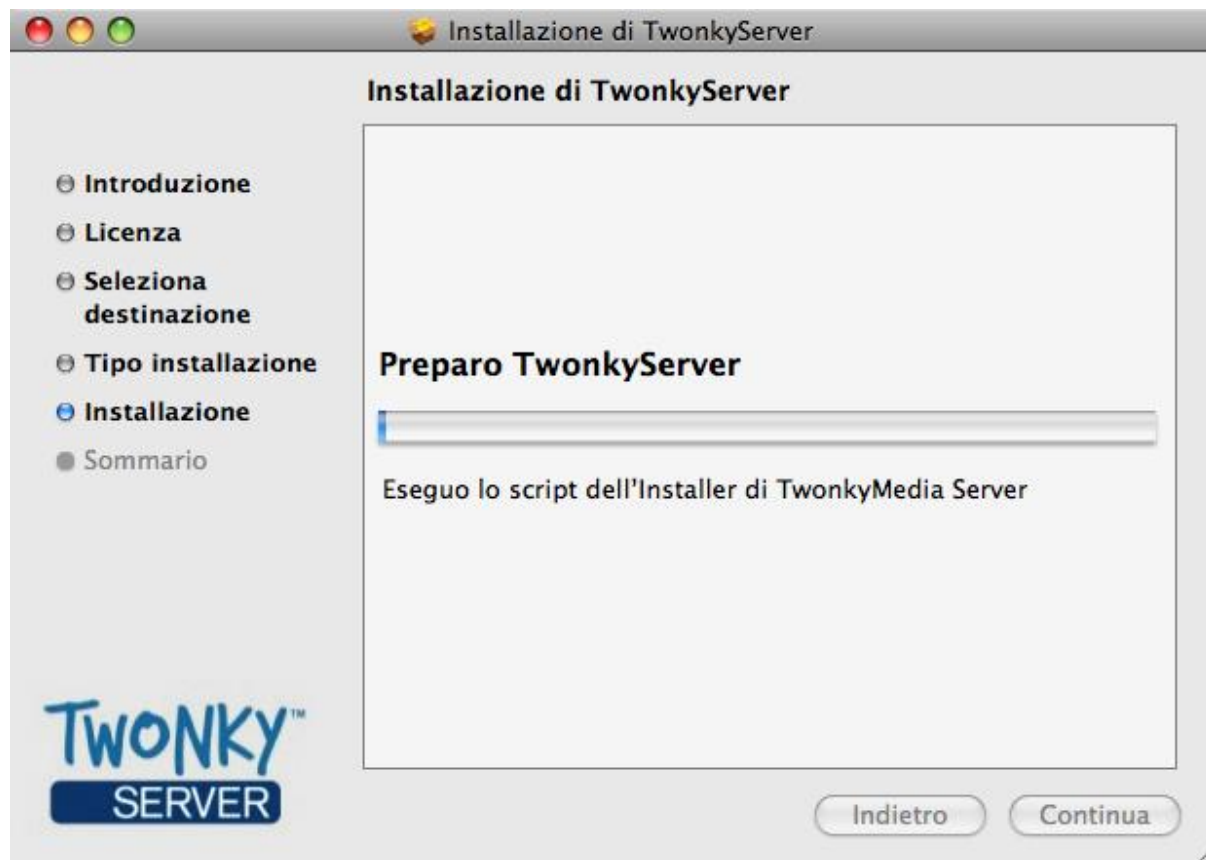 Installazione di TwonkyServer
Installazione di TwonkyServer
Introduzione
Licenza
Seleziona
destinazione
Tipo installazione
Installazione
Sommario
Preparo TwonkyServer
Eseguo lo script dell'Installer di TwonkyMedia Server
TWONKY™
SERVER
Indietro
Continua